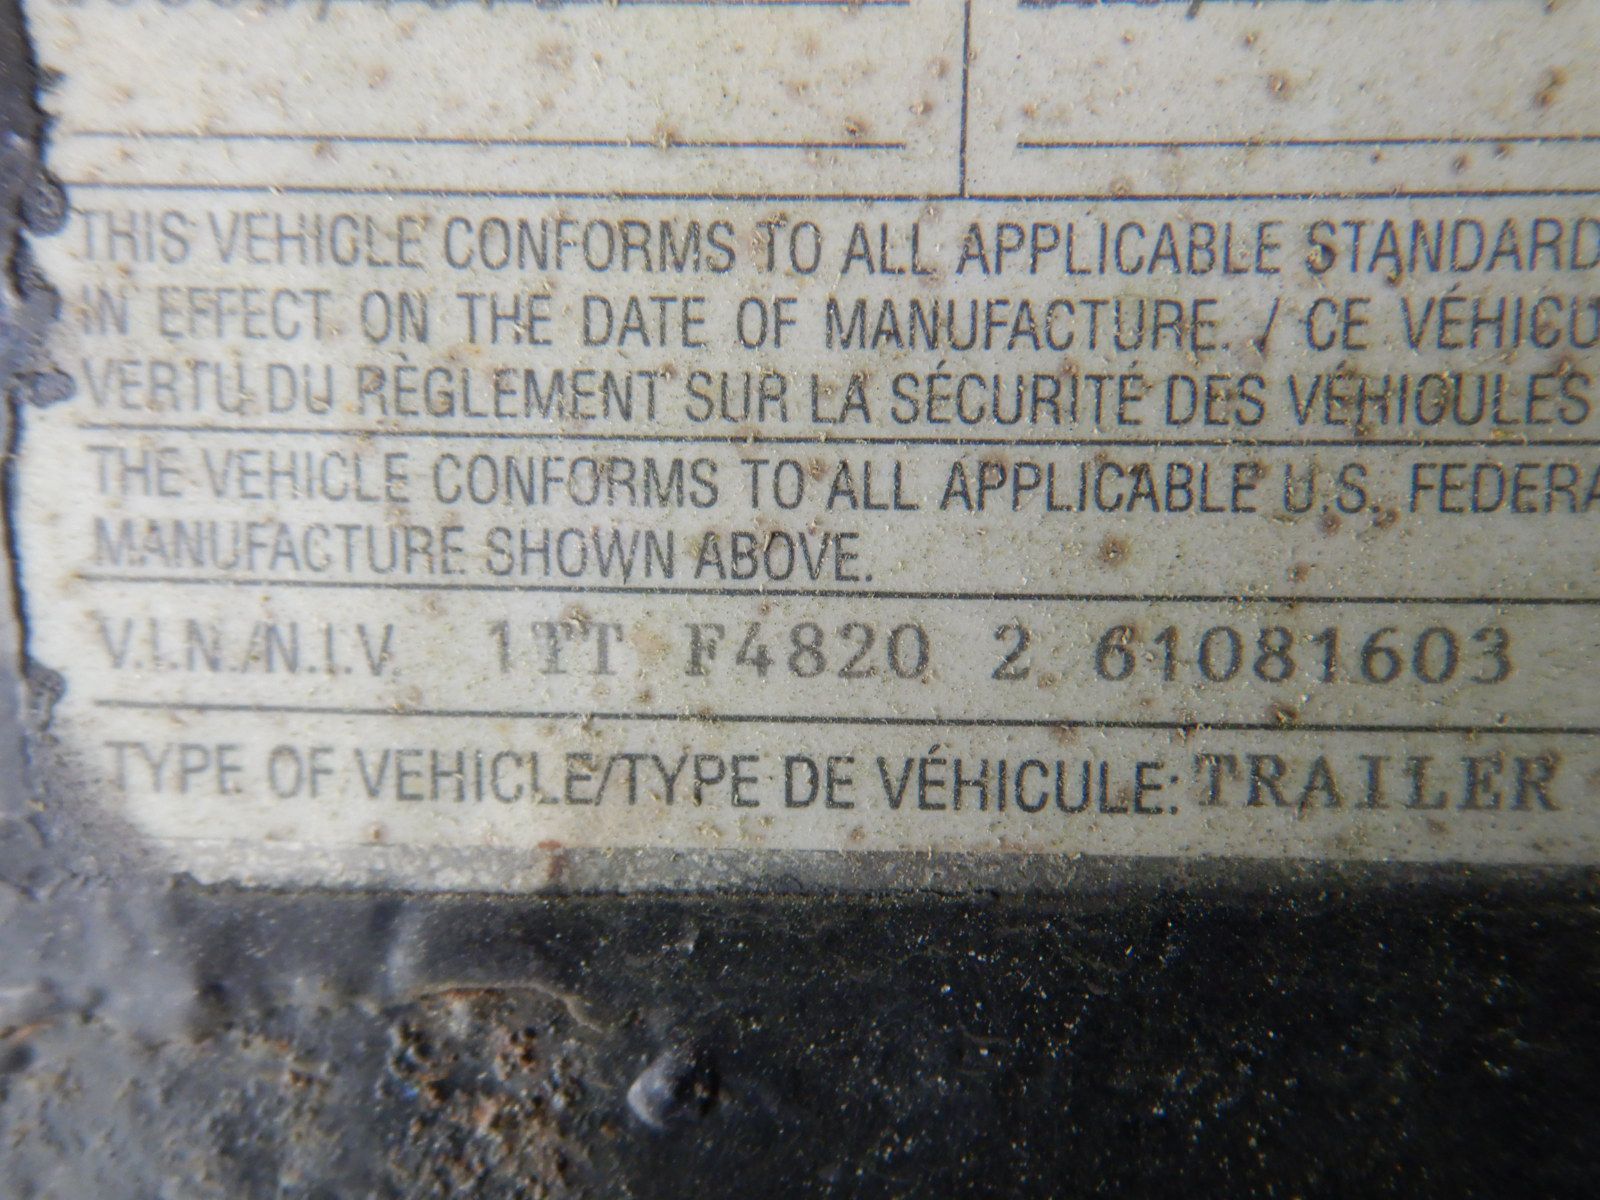 THIS VEHICLE CONFORMS TO ALL APPLICABLE STANDARD
IN EFFECT ON THE DATE OF MANUFACTURE. / CE VÉHICU
VERTU DU RÈGLEMENT SUR LA SÉCURITÉ DES VÉHICULES
THE VEHICLE CONFORMS TO ALL APPLICABLE U.S. FEDERA
MANUFACTURE SHOWN ABOVE.
V.I.N./N.I.V. 1TT F4820 2 61081603
TYPE OF VEHICLE/TYPE DE VÉHICULE: TRAILER